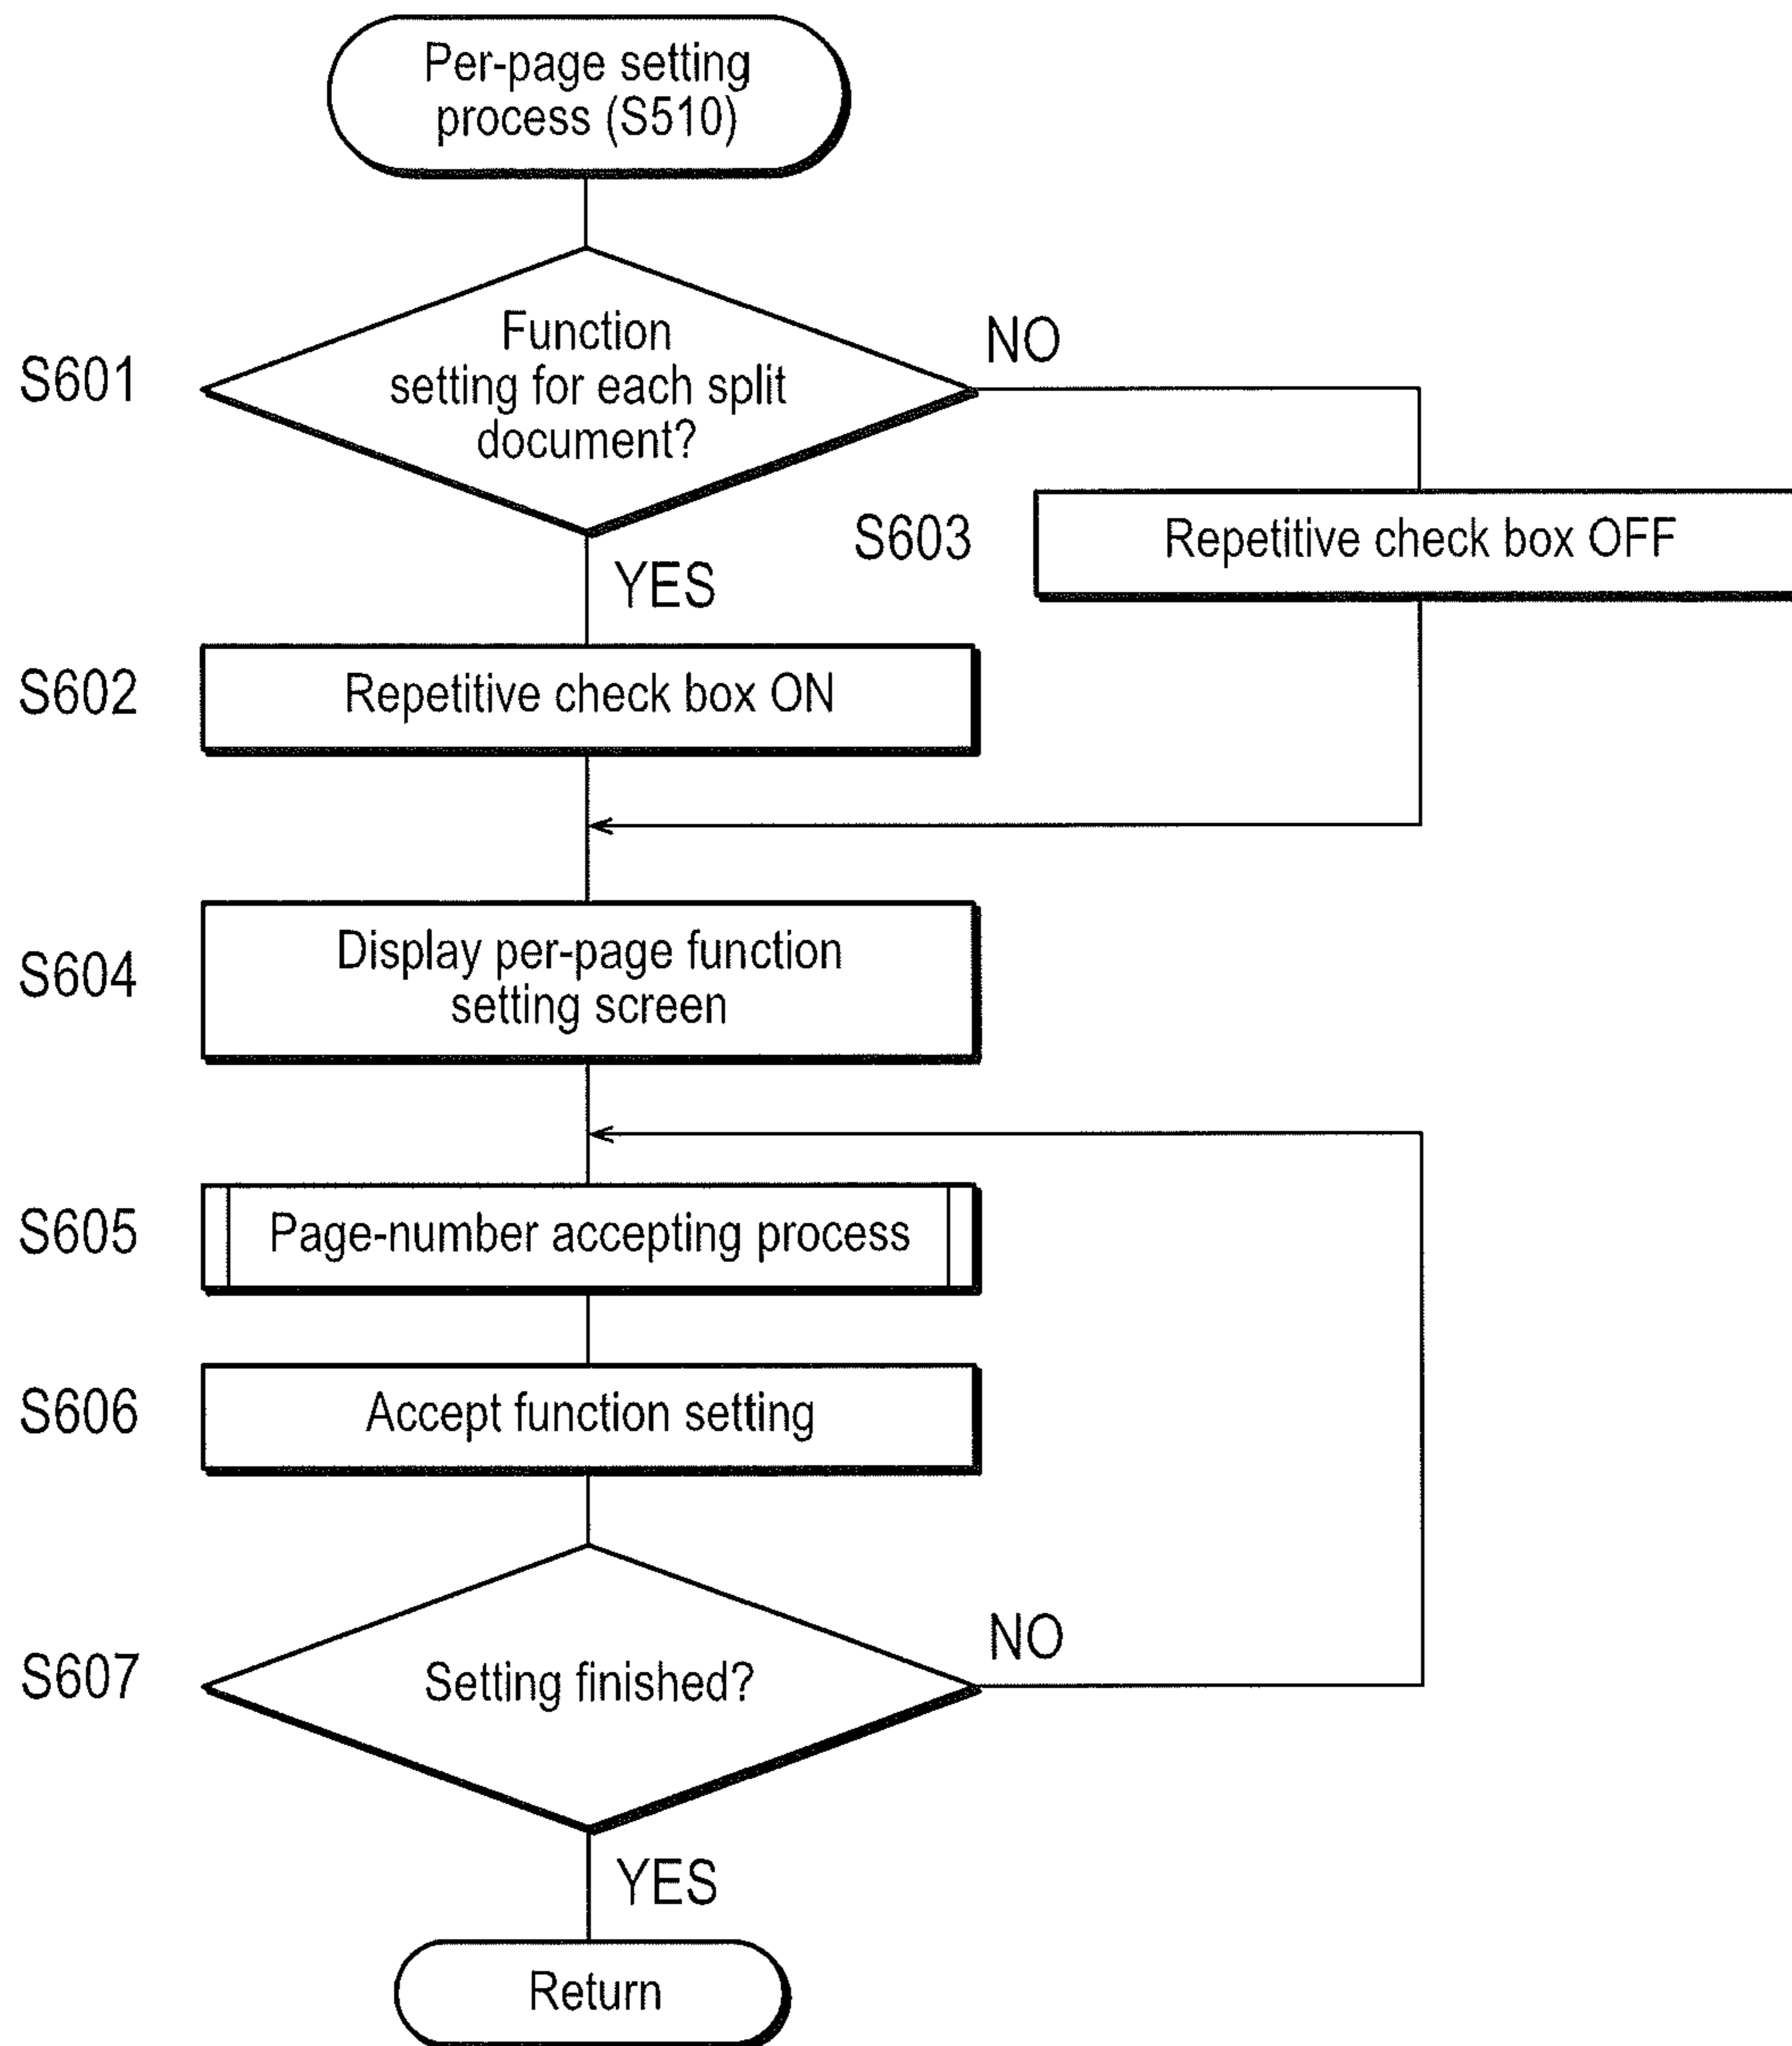 Per-page setting
process (S510)
S601
Function
setting for each split
document?
NO
YES
S603
Repetitive check box OFF
S602
Repetitive check box ON
S604
Display per-page function
setting screen
S605
Page-number accepting process
S606
Accept function setting
S607
Setting finished?
NO
YES
Return